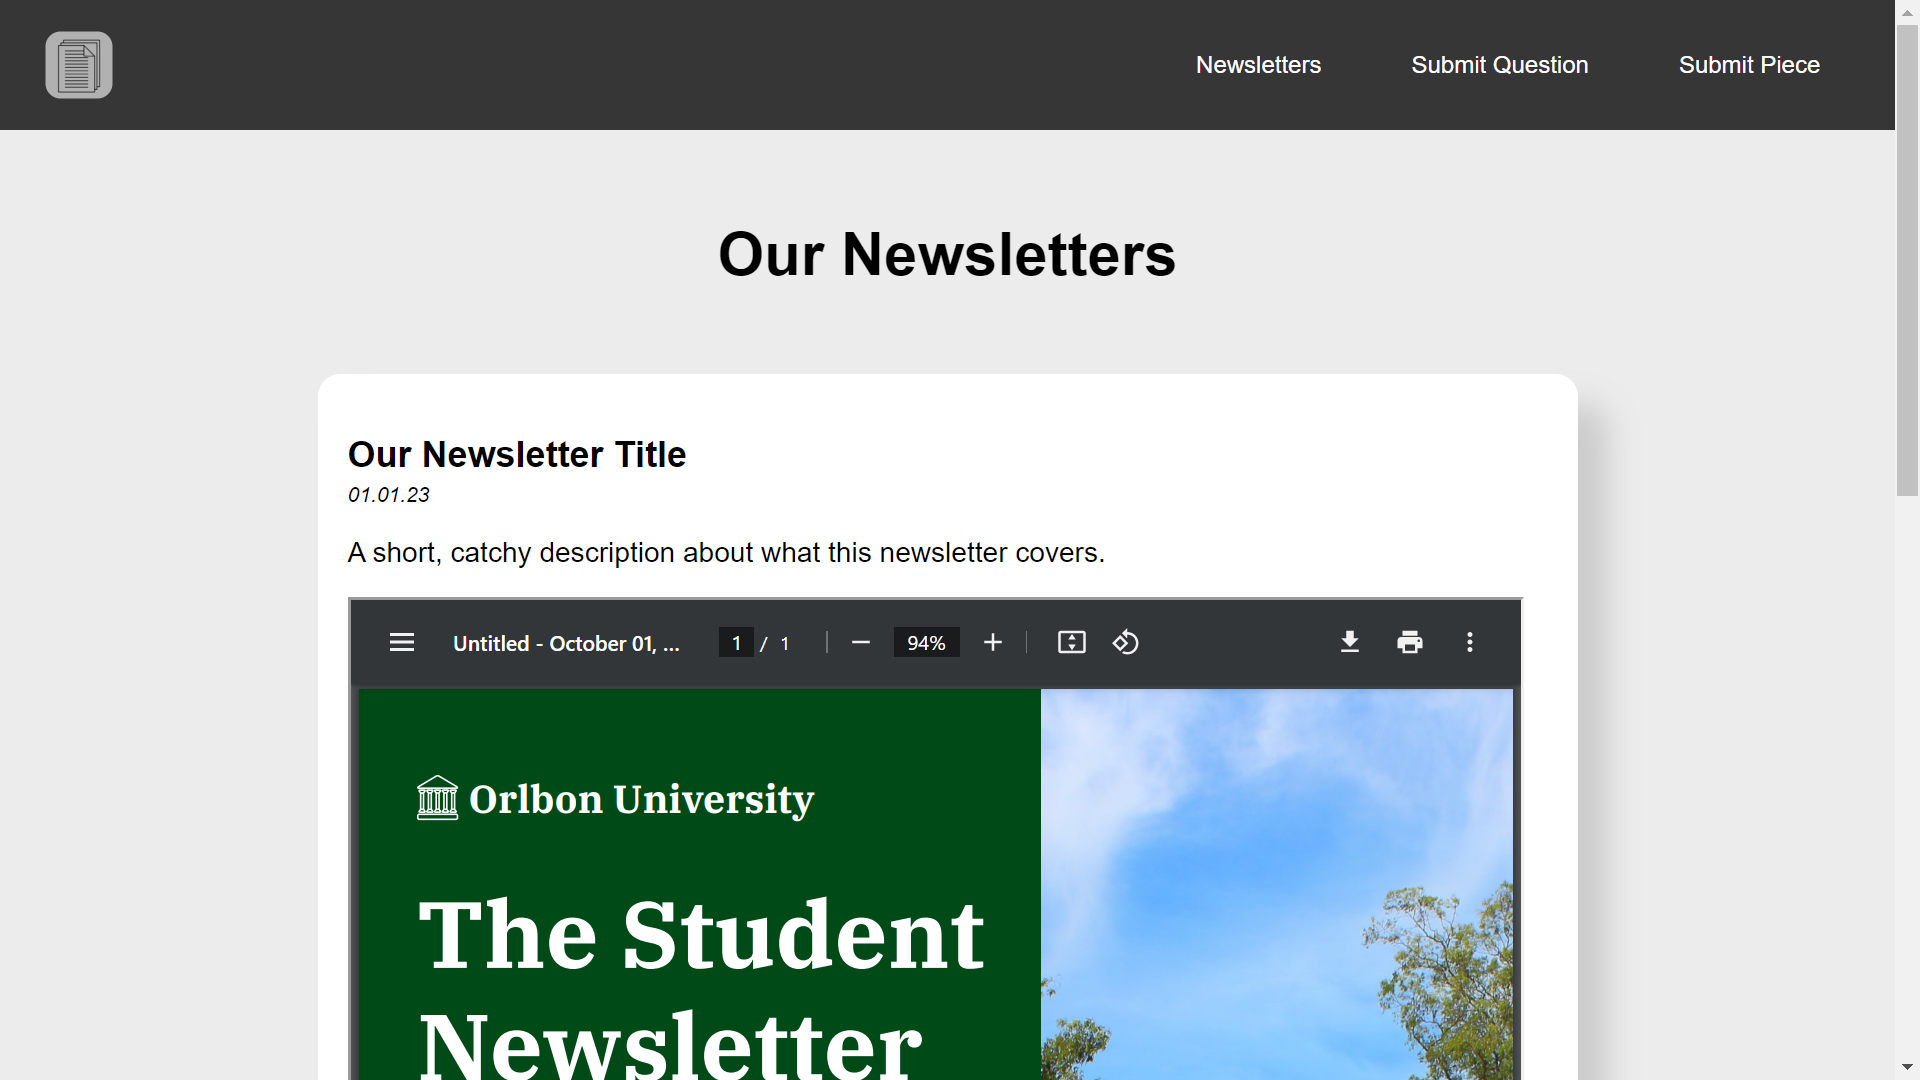 Newsletters Submit Question Submit Piece
Our Newsletters
Our Newsletter Title
01.01.23
A short, catchy description about what this newsletter covers.
Untitled - October 01, ... 1 / 1 94%
Orlbon University
The Student
Newsletter